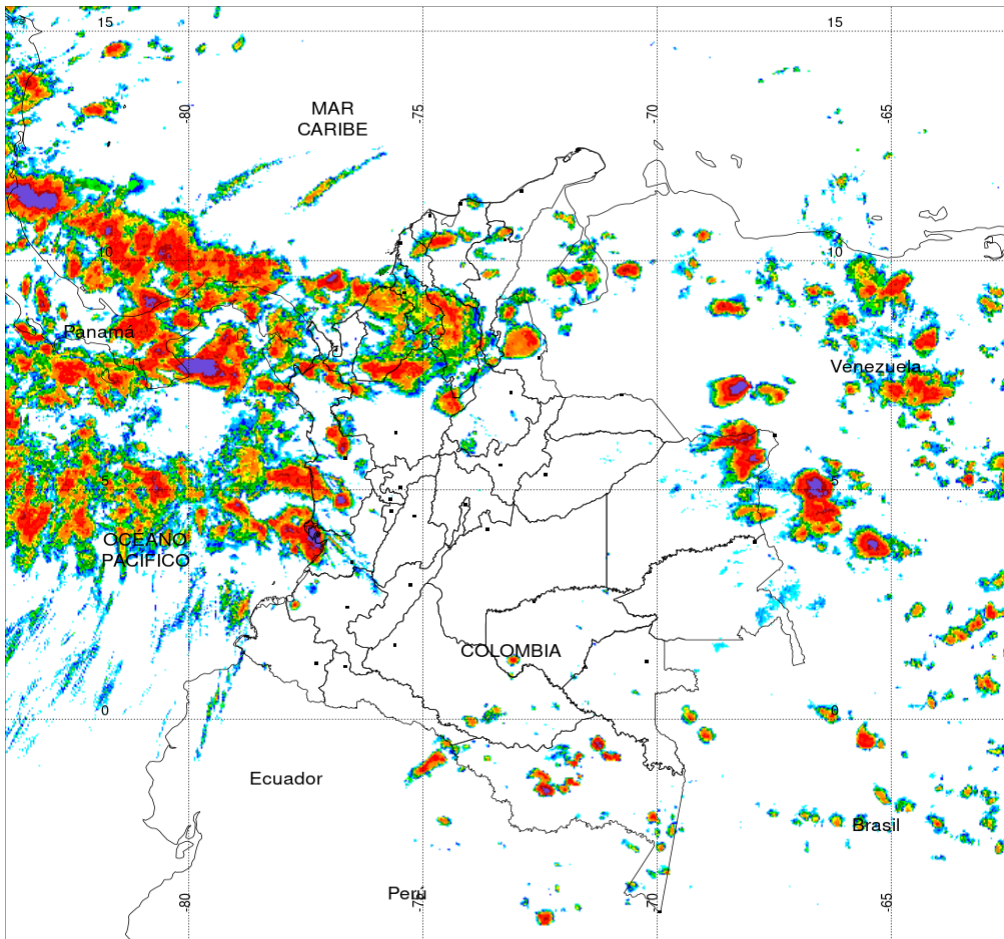 15
15
-80
-75
-70
-65
MAR
CARIBE
10
10
Panamá
Venezuela
5
5
OCEANO
PACIFICO
COLOMBIA
0
0
Ecuador
Brasil
Perú
-80
-75
-70
-65